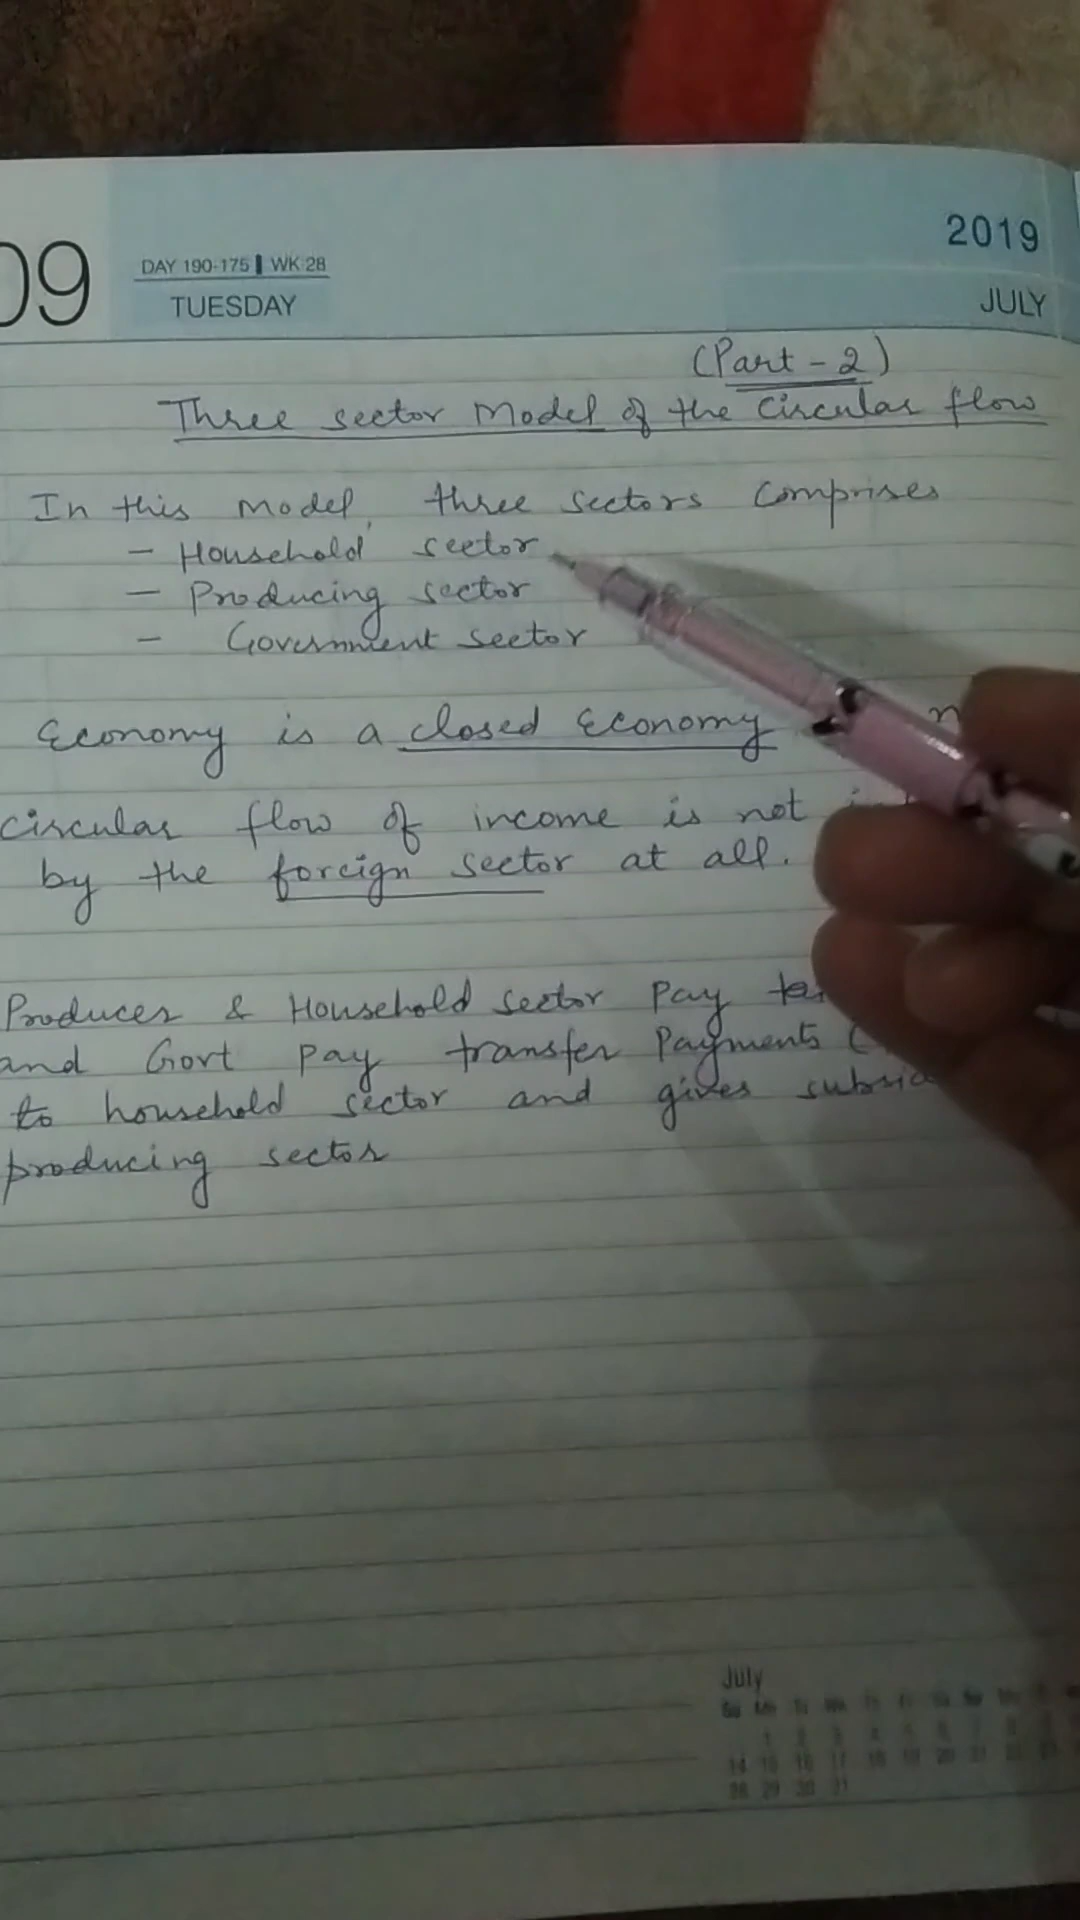 09
DAY 190-175 WK 28
TUESDAY
2019
JULY
(Part-2)
Three sector Model of the Circular flow
In this model, three sectors comprises
- Household sector
- Producing sector
- Government sector
Economy is a closed Economy
circular flow of income is not
by the foreign sector at all.
Producer & Household sector pay
and Govt pay transfer Payments (
to household sector and gives
producing sector
July